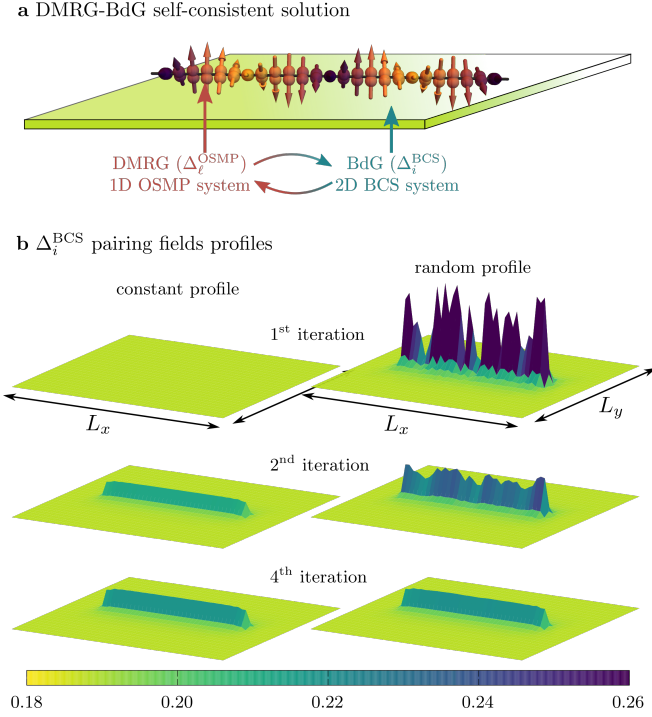 a DMRG-BdG self-consistent solution
DMRG (Δ_ℓ^OSMP) BdG (Δ_i^BCS)
1D OSMP system 2D BCS system
b Δ_i^BCS pairing fields profiles
constant profile random profile
1st iteration
L_x L_x L_y
2nd iteration
4th iteration
0.18 0.20 0.22 0.24 0.26